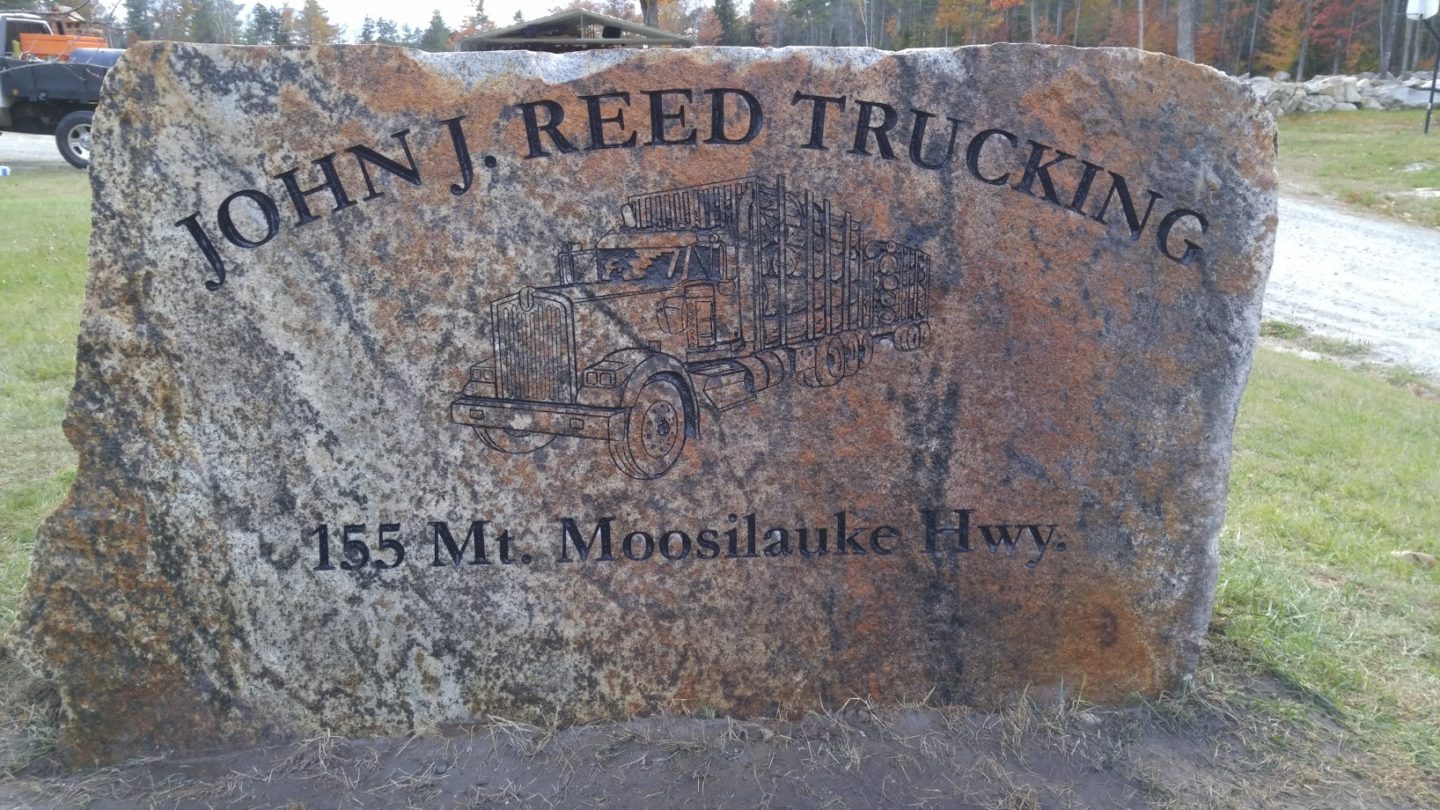 JOHN J. REED TRUCKING
155 Mt. Moosilauke Hwy.